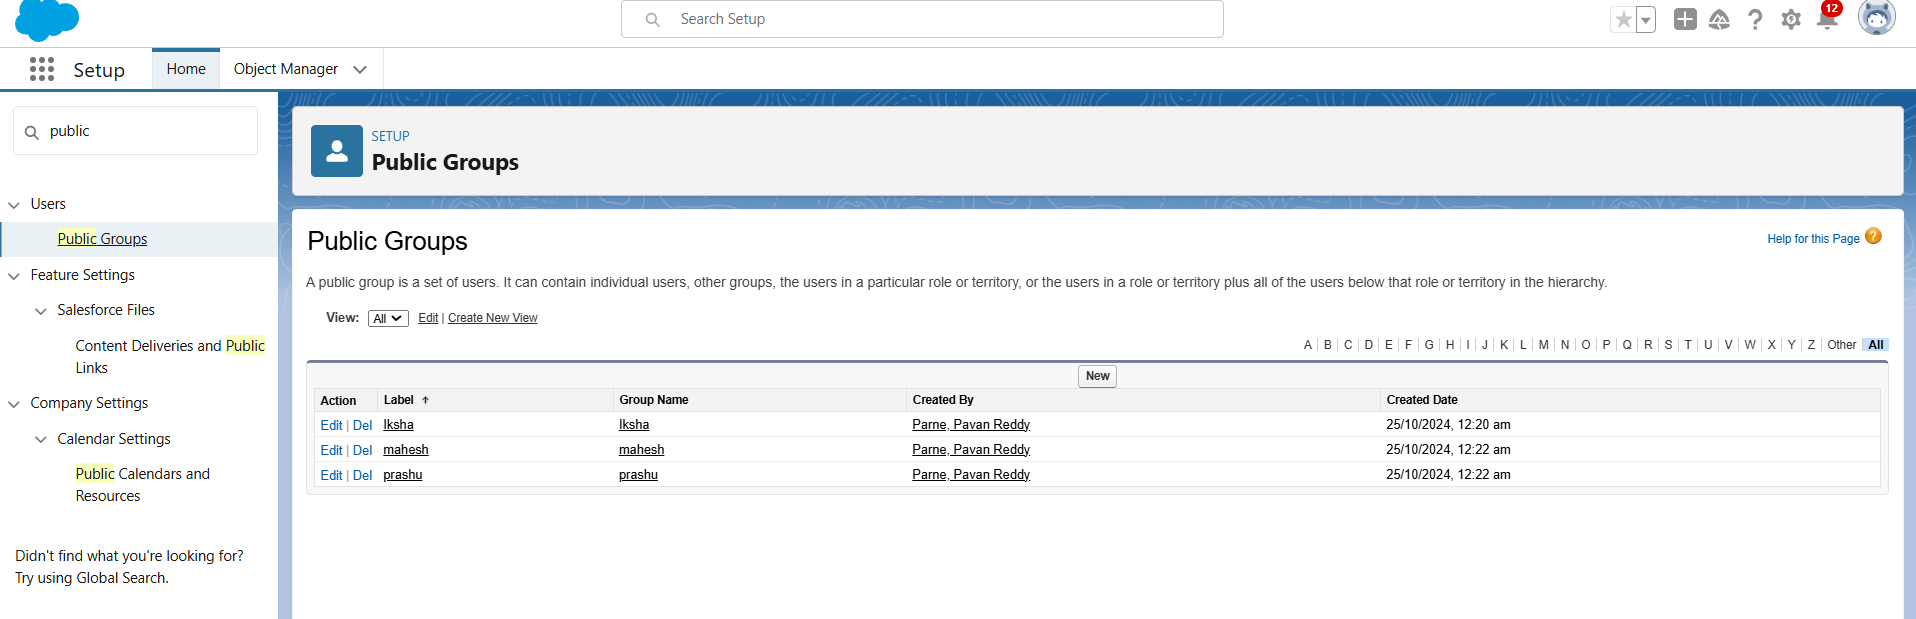 Search Setup
12
Setup
Home
Object Manager
public
Users
Public Groups
Feature Settings
Salesforce Files
Content Deliveries and Public
Links
Company Settings
Calendar Settings
Public Calendars and
Resources
Didn't find what you're looking for?
Try using Global Search.
SETUP
Public Groups
Public Groups
Help for this Page ?
A public group is a set of users. It can contain individual users, other groups, the users in a particular role or territory, or the users in a role or territory plus all of the users below that role or territory in the hierarchy.
View: All Edit | Create New View
A | B | C | D | E | F | G | H | I | J | K | L | M | N | O | P | Q | R | S | T | U | V | W | X | Y | Z | Other All
New
Action Label Group Name Created By Created Date
Edit | Del lksha lksha Parne, Pavan Reddy 25/10/2024, 12:20 am
Edit | Del mahesh mahesh Parne, Pavan Reddy 25/10/2024, 12:22 am
Edit | Del prashu prashu Parne, Pavan Reddy 25/10/2024, 12:22 am